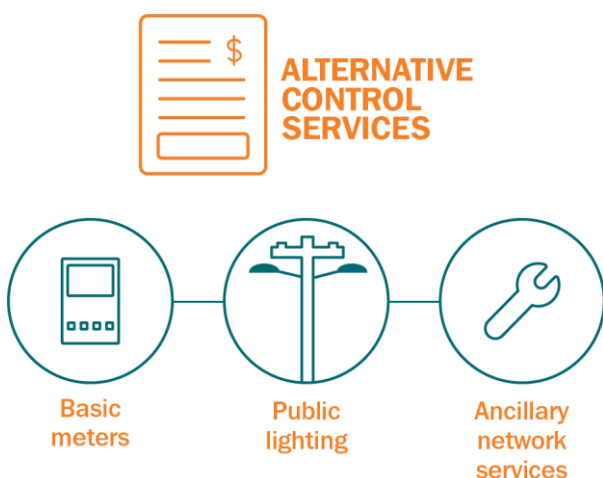 $
ALTERNATIVE
CONTROL
SERVICES
Basic
meters
Public
lighting
Ancillary
network
services